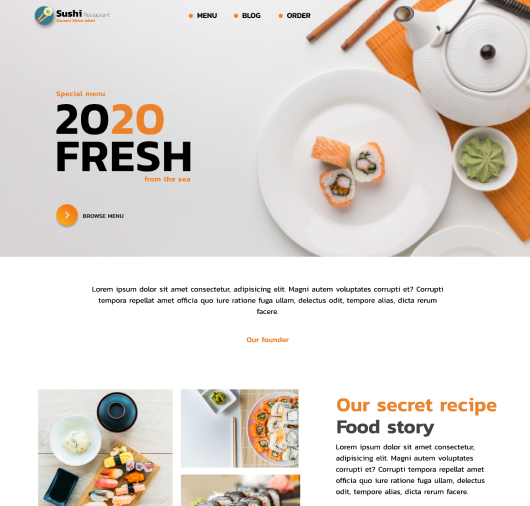 Sushi Restaurant
MENU
BLOG
ORDER
Special menu
2020
FRESH
from the sea
BROWSE MENU
Lorem ipsum dolor sit amet consectetur, adipisicing elit. Magni autem voluptates corrupti et? Corrupti
tempora repellat amet officia quo iure ratione fuga ullam, delectus odit, tempore alias, dicta rerum
facere.
Our founder
Our secret recipe
Food story
Lorem ipsum dolor sit amet consectetur,
adipisicing elit. Magni autem voluptates
corrupti et? Corrupti tempora repellat amet
officia quo iure ratione fuga ullam, delectus
odit, tempore alias, dicta rerum facere.